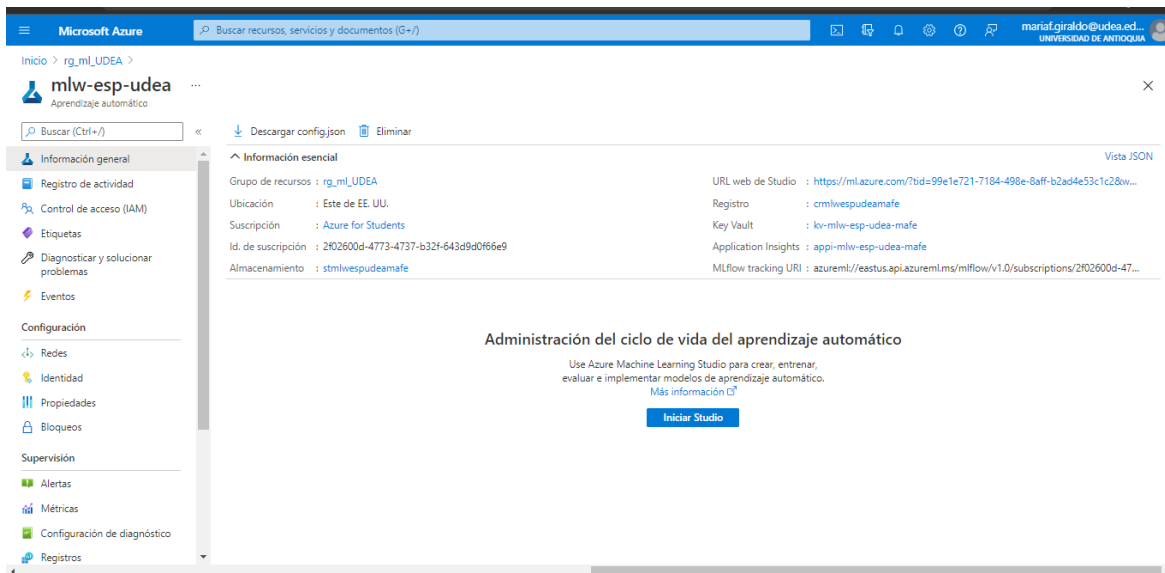 Microsoft Azure
Buscar recursos, servicios y documentos (G+/)
mariaf.giraldo@udea.ed...
UNIVERSIDAD DE ANTIOQUIA
Inicio > rg_ml_UDEA >
mlw-esp-udea ...
Aprendizaje automático
Buscar (Ctrl+/)
«
Información general
Registro de actividad
Control de acceso (IAM)
Etiquetas
Diagnosticar y solucionar
problemas
Eventos
Configuración
Redes
Identidad
Propiedades
Bloqueos
Supervisión
Alertas
Métricas
Configuración de diagnóstico
Registros
Descargar config.json Eliminar
Información esencial
Vista JSON
Grupo de recursos : rg_ml_UDEA
Ubicación : Este de EE. UU.
Suscripción : Azure for Students
Id. de suscripción : 2f02600d-4773-4737-b32f-643d9d0f66e9
Almacenamiento : stmlwespudeamafe
URL web de Studio : https://ml.azure.com/?tid=99e1e721-7184-498e-8aff-b2ad4e53c1c2&w...
Registro : crmlwespudeamafe
Key Vault : kv-mlw-esp-udea-mafe
Application Insights : appi-mlw-esp-udea-mafe
MLflow tracking URI : azureml://eastus.api.azureml.ms/mlflow/v1.0/subscriptions/2f02600d-47...
Administración del ciclo de vida del aprendizaje automático
Use Azure Machine Learning Studio para crear, entrenar,
evaluar e implementar modelos de aprendizaje automático.
Más información
Iniciar Studio